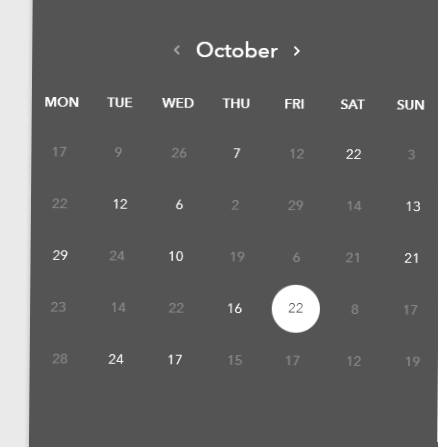 ‹ October ›
MON TUE WED THU FRI SAT SUN
17 9 26 7 12 22 3
22 12 6 2 29 14 13
29 24 10 19 6 21 21
23 14 22 16 22 8 17
28 24 17 15 17 12 19